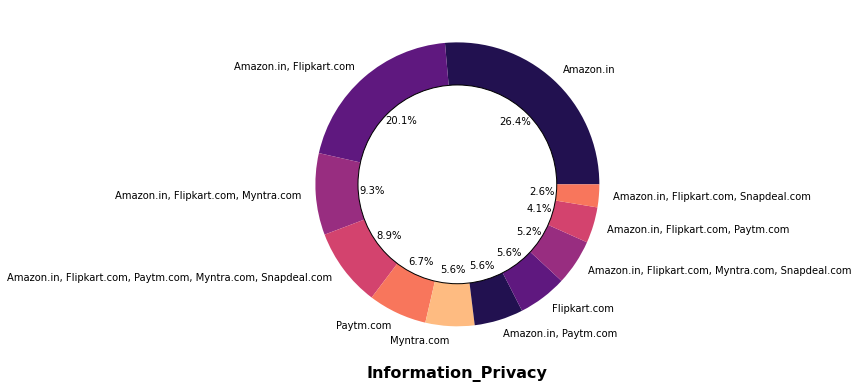 Amazon.in, Flipkart.com
Amazon.in
20.1%
26.4%
Amazon.in, Flipkart.com, Myntra.com
9.3%
2.6%
Amazon.in, Flipkart.com, Snapdeal.com
4.1%
Amazon.in, Flipkart.com, Paytm.com
8.9%
5.2%
Amazon.in, Flipkart.com, Paytm.com, Myntra.com, Snapdeal.com
6.7%
5.6%
5.6%
5.6%
Amazon.in, Flipkart.com, Myntra.com, Snapdeal.com
Flipkart.com
Paytm.com
Myntra.com
Amazon.in, Paytm.com
Information_Privacy